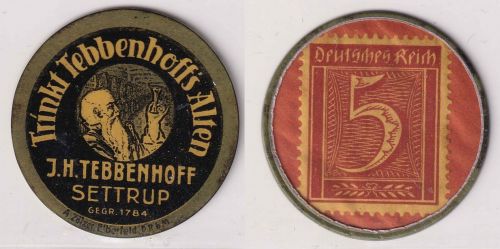 Trinkt Tebbenhoff's Alten
J.H. TEBBENHOFF
SETTRUP
GEGR. 1784
Deutsches Reich
5